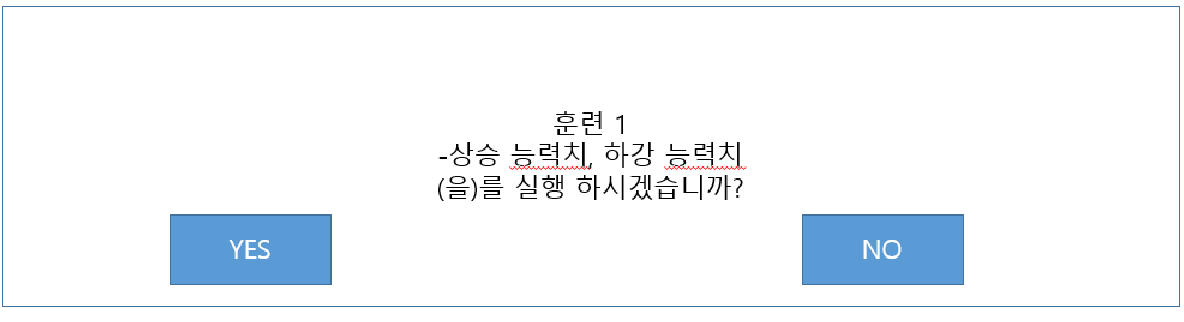 훈련 1
-상승 능력치, 하강 능력치
(을)를 실행 하시겠습니까?
YES
NO